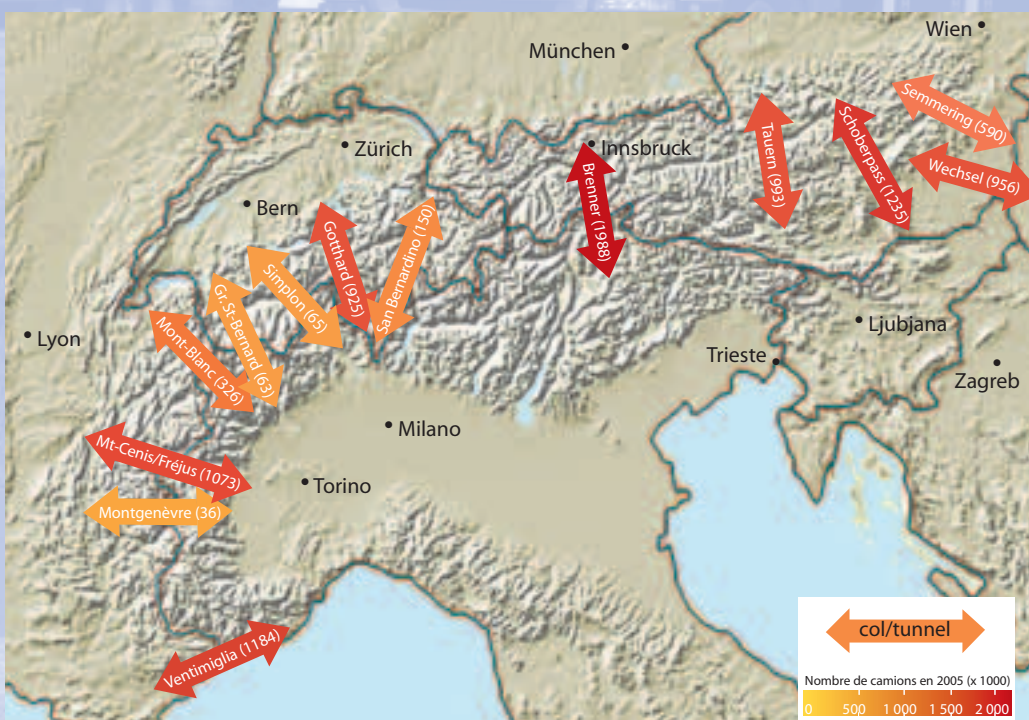 Wien
München
Semmering (590)
Tauern (993)
Schoberpass (1235)
Zürich
Innsbruck
Wechsel (956)
Brenner (1988)
Bern
Gotthard (925)
San Bernardino (150)
Simplon (65)
Gr. St-Bernard (63)
Mont-Blanc (326)
Lyon
Ljubjana
Trieste
Zagreb
Milano
Mt-Cenis/Fréjus (1073)
Torino
Montgenèvre (36)
Ventimiglia (1184)
col/tunnel
Nombre de camions en 2005 (x 1000)
0 500 1 000 1 500 2 000